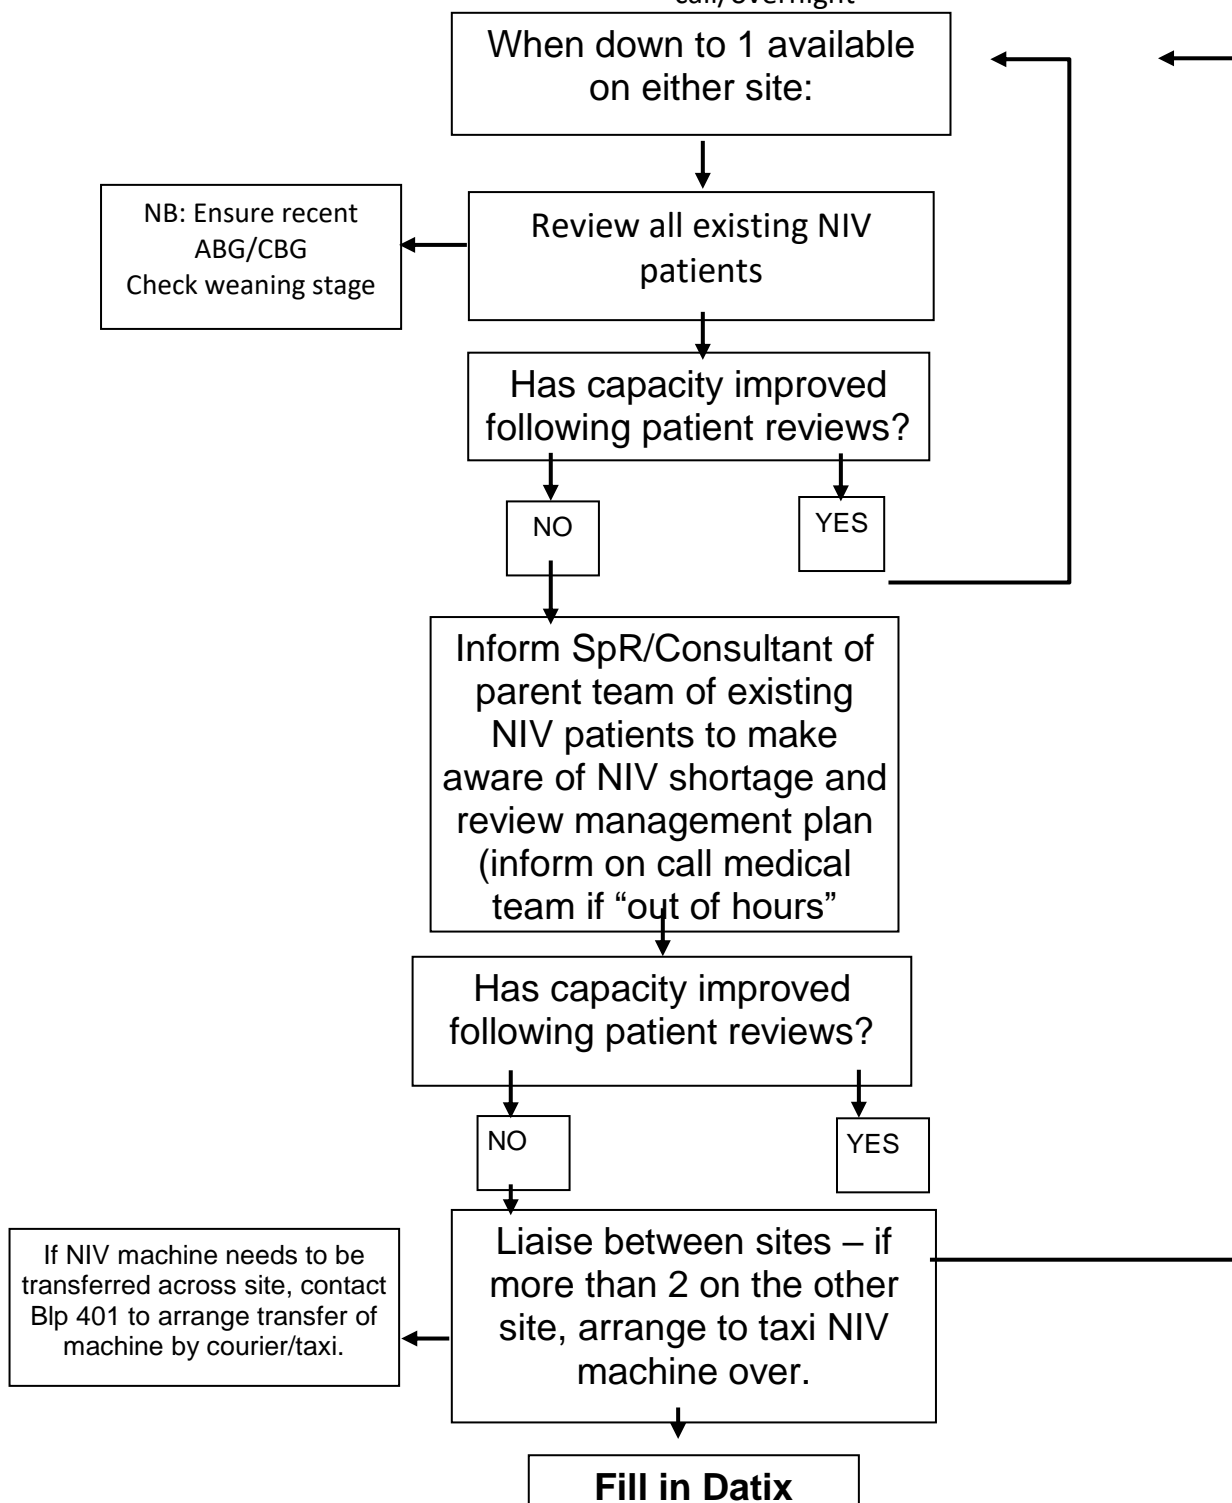 call/overnight
When down to 1 available
on either site:
NB: Ensure recent
ABG/CBG
Check weaning stage
Review all existing NIV
patients
Has capacity improved
following patient reviews?
NO
YES
Inform SpR/Consultant of
parent team of existing
NIV patients to make
aware of NIV shortage and
review management plan
(inform on call medical
team if “out of hours”
Has capacity improved
following patient reviews?
NO
YES
If NIV machine needs to be
transferred across site, contact
Blp 401 to arrange transfer of
machine by courier/taxi.
Liaise between sites – if
more than 2 on the other
site, arrange to taxi NIV
machine over.
Fill in Datix